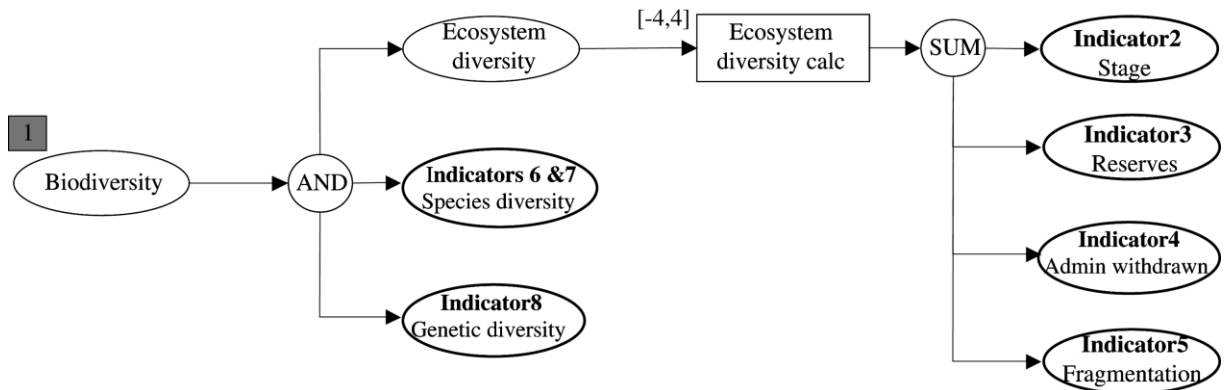 Ecosystem
diversity
[-4,4]
Ecosystem
diversity calc
SUM
Indicator2
Stage
1
Biodiversity
AND
Indicators 6 &7
Species diversity
Indicator3
Reserves
Indicator4
Admin withdrawn
Indicator8
Genetic diversity
Indicator5
Fragmentation